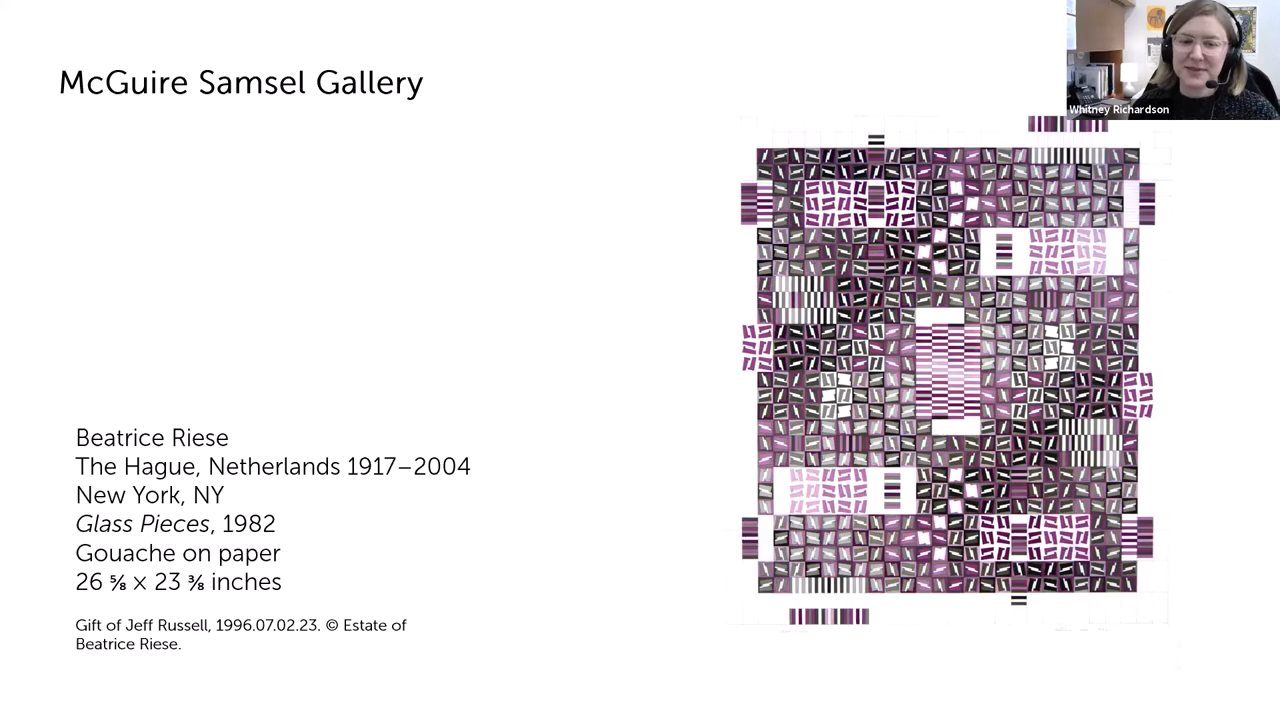 McGuire Samsel Gallery
Whitney Richardson
Beatrice Riese
The Hague, Netherlands 1917–2004
New York, NY
Glass Pieces, 1982
Gouache on paper
26 ⅝ × 23 ⅜ inches
Gift of Jeff Russell, 1996.07.02.23. © Estate of
Beatrice Riese.